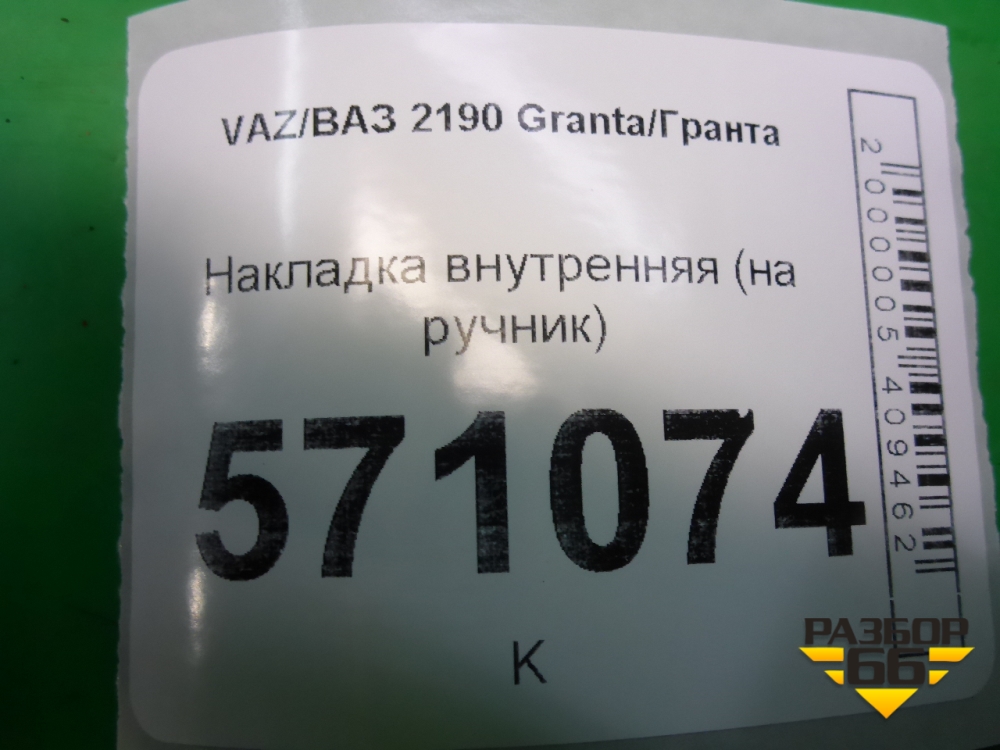 VAZ/ВАЗ 2190 Granta/Гранта
Накладка внутренняя (на
ручник)
571074
К
2000005409462
РАЗБОР
66